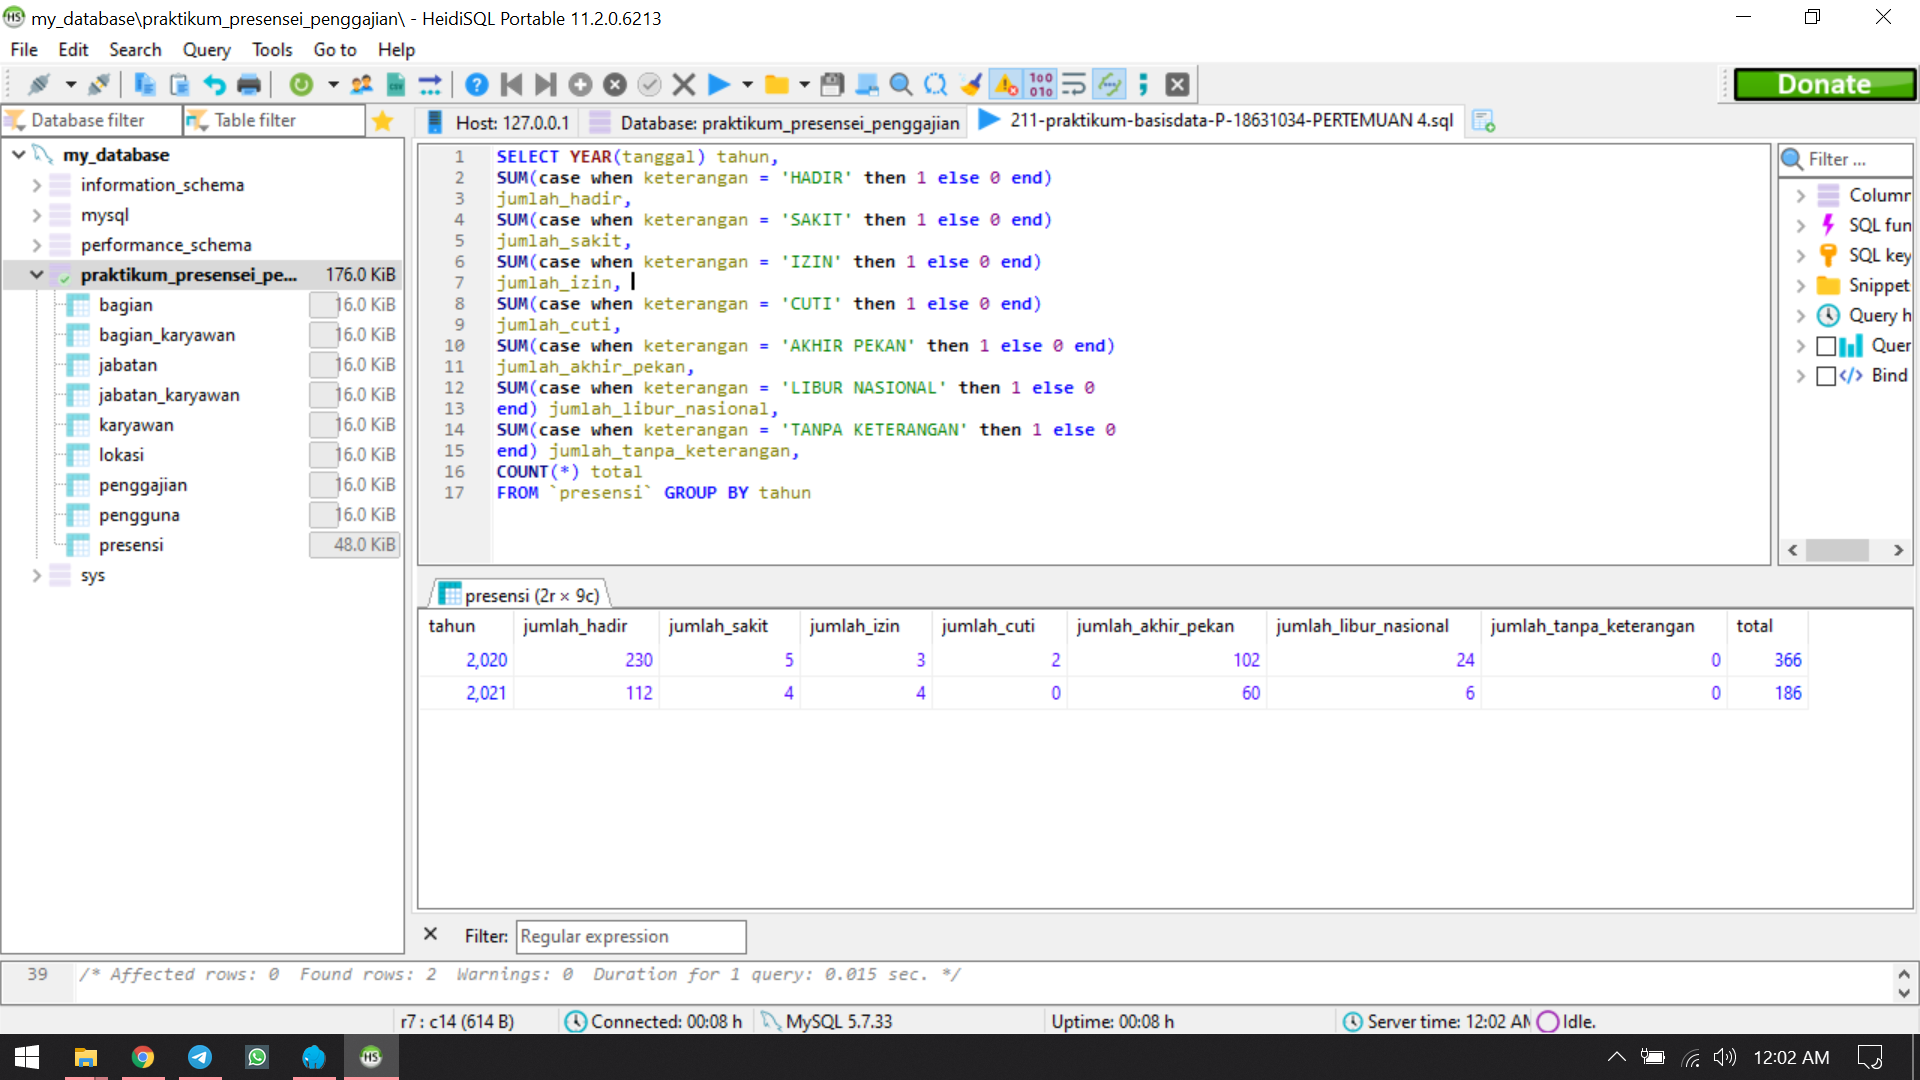 my_database\praktikum_presensei_penggajian\ - HeidiSQL Portable 11.2.0.6213
File Edit Search Query Tools Go to Help
Donate
Database filter
Table filter
Host: 127.0.0.1
Database: praktikum_presensei_penggajian
211-praktikum-basisdata-P-18631034-PERTEMUAN 4.sql
my_database
information_schema
mysql
performance_schema
praktikum_presensei_pe... 176.0 KiB
bagian 16.0 KiB
bagian_karyawan 16.0 KiB
jabatan 16.0 KiB
jabatan_karyawan 16.0 KiB
karyawan 16.0 KiB
lokasi 16.0 KiB
penggajian 16.0 KiB
pengguna 16.0 KiB
presensi 48.0 KiB
sys
1 SELECT YEAR(tanggal) tahun,
2 SUM(case when keterangan = 'HADIR' then 1 else 0 end)
3 jumlah_hadir,
4 SUM(case when keterangan = 'SAKIT' then 1 else 0 end)
5 jumlah_sakit,
6 SUM(case when keterangan = 'IZIN' then 1 else 0 end)
7 jumlah_izin,
8 SUM(case when keterangan = 'CUTI' then 1 else 0 end)
9 jumlah_cuti,
10 SUM(case when keterangan = 'AKHIR PEKAN' then 1 else 0 end)
11 jumlah_akhir_pekan,
12 SUM(case when keterangan = 'LIBUR NASIONAL' then 1 else 0
13 end) jumlah_libur_nasional,
14 SUM(case when keterangan = 'TANPA KETERANGAN' then 1 else 0
15 end) jumlah_tanpa_keterangan,
16 COUNT(*) total
17 FROM `presensi` GROUP BY tahun
Filter ...
Column
SQL fun
SQL key
Snippet
Query h
Quer
Bind
presensi (2r × 9c)
tahun jumlah_hadir jumlah_sakit jumlah_izin jumlah_cuti jumlah_akhir_pekan jumlah_libur_nasional jumlah_tanpa_keterangan total
2,020 230 5 3 2 102 24 0 366
2,021 112 4 4 0 60 6 0 186
Filter: Regular expression
39 /* Affected rows: 0 Found rows: 2 Warnings: 0 Duration for 1 query: 0.015 sec. */
r7 : c14 (614 B) Connected: 00:08 h MySQL 5.7.33 Uptime: 00:08 h Server time: 12:02 AM Idle.
HS 12:02 AM